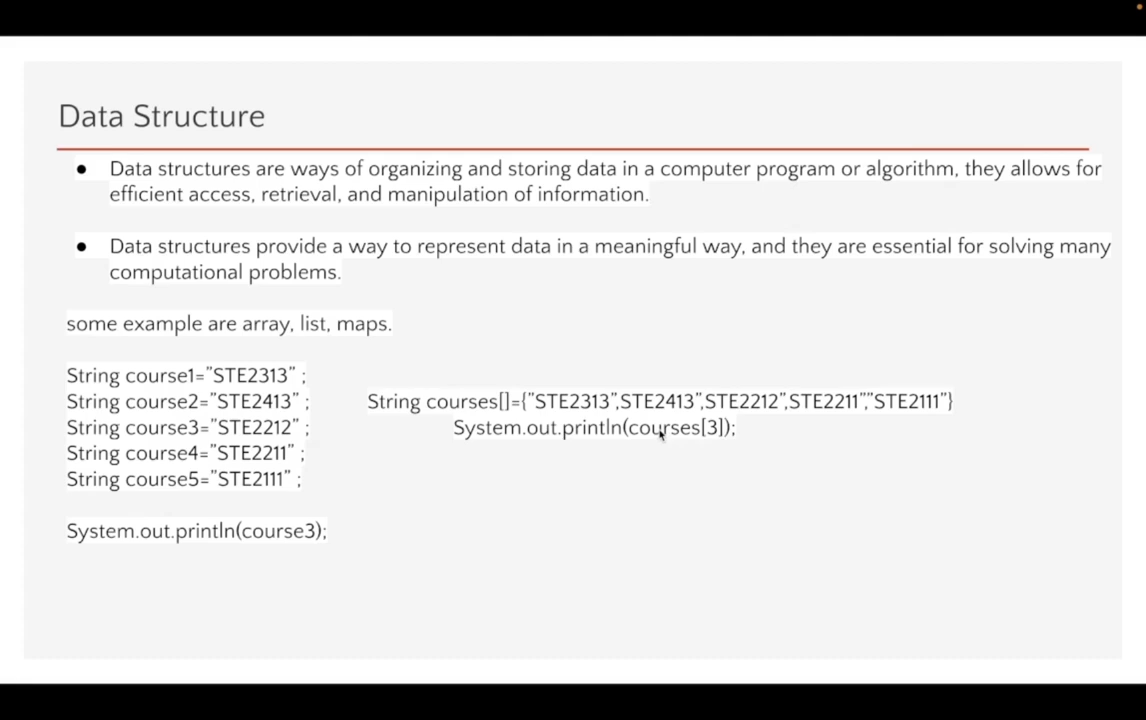 Data Structure
● Data structures are ways of organizing and storing data in a computer program or algorithm, they allows for
efficient access, retrieval, and manipulation of information.
● Data structures provide a way to represent data in a meaningful way, and they are essential for solving many
computational problems.
some example are array, list, maps.
String course1="STE2313" ;
String course2="STE2413" ;
String course3="STE2212" ;
String course4="STE2211" ;
String course5="STE2111" ;
System.out.println(course3);
String courses[]={"STE2313",STE2413",STE2212",STE2211","STE2111"}
System.out.println(courses[3]);